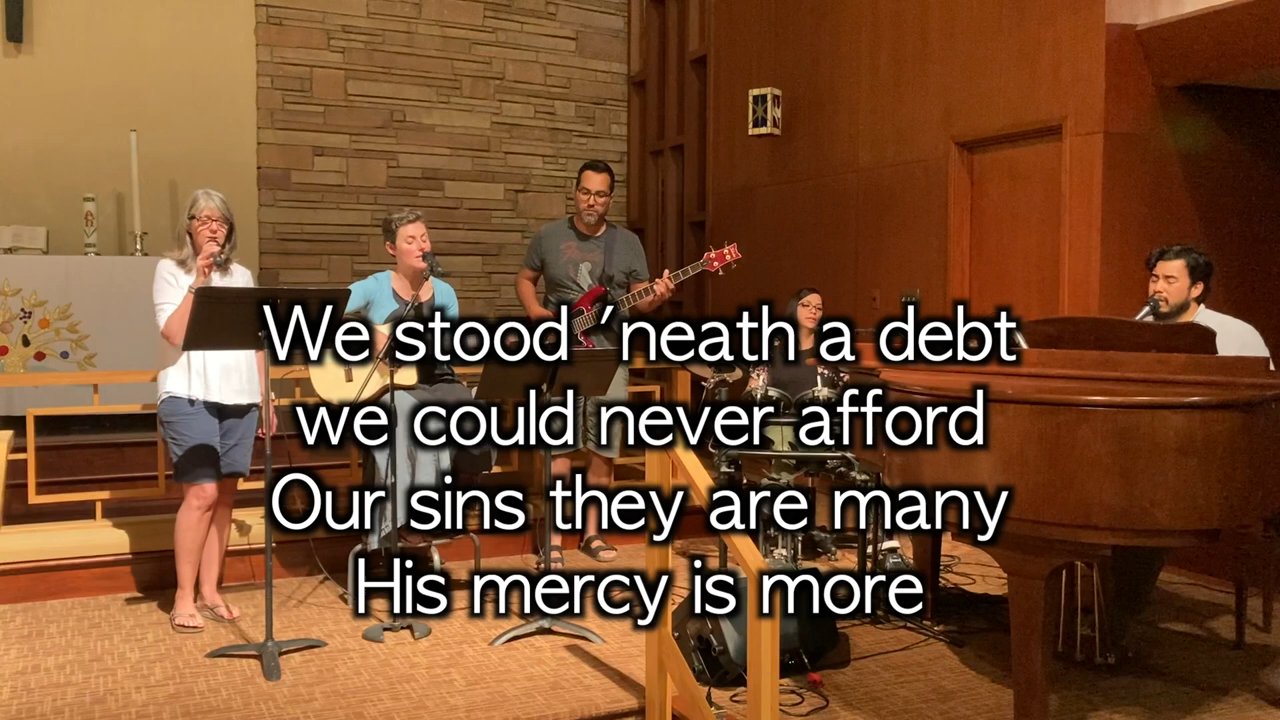 We stood ’neath a debt
we could never afford
Our sins they are many
His mercy is more